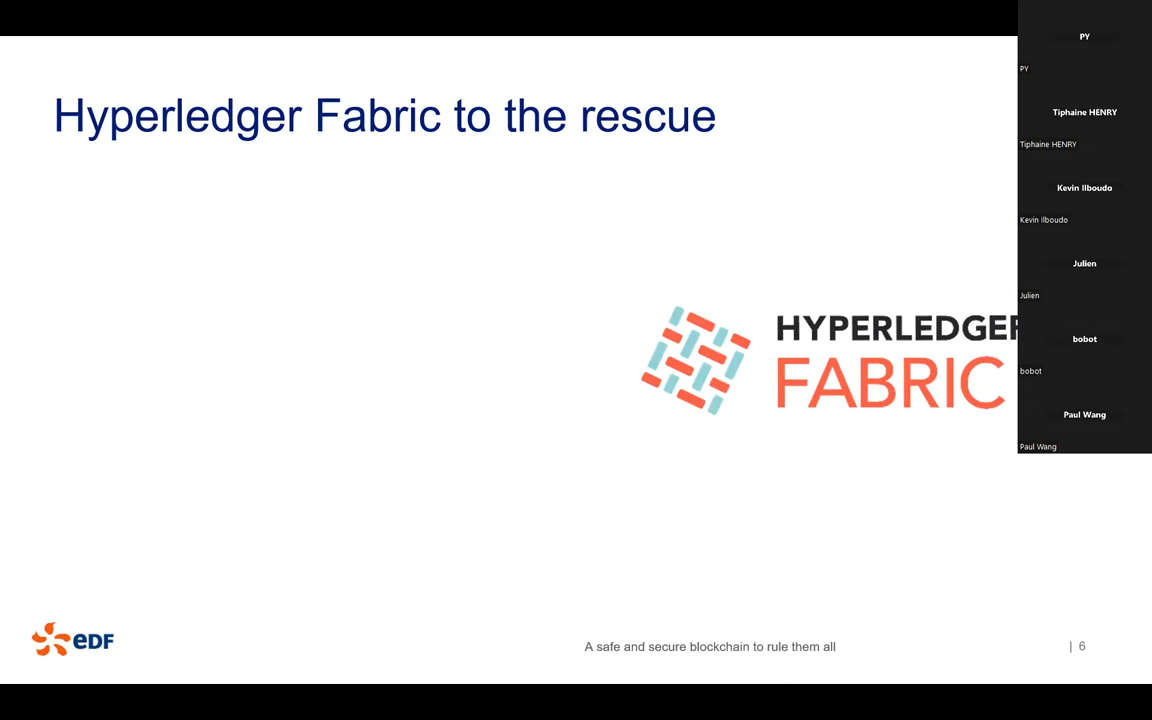 Hyperledger Fabric to the rescue
HYPERLEDGER
FABRIC
PY
PY
Tiphaine HENRY
Tiphaine HENRY
Kevin Ilboudo
Kevin Ilboudo
Julien
Julien
bobot
bobot
Paul Wang
Paul Wang
eDF
A safe and secure blockchain to rule them all
| 6